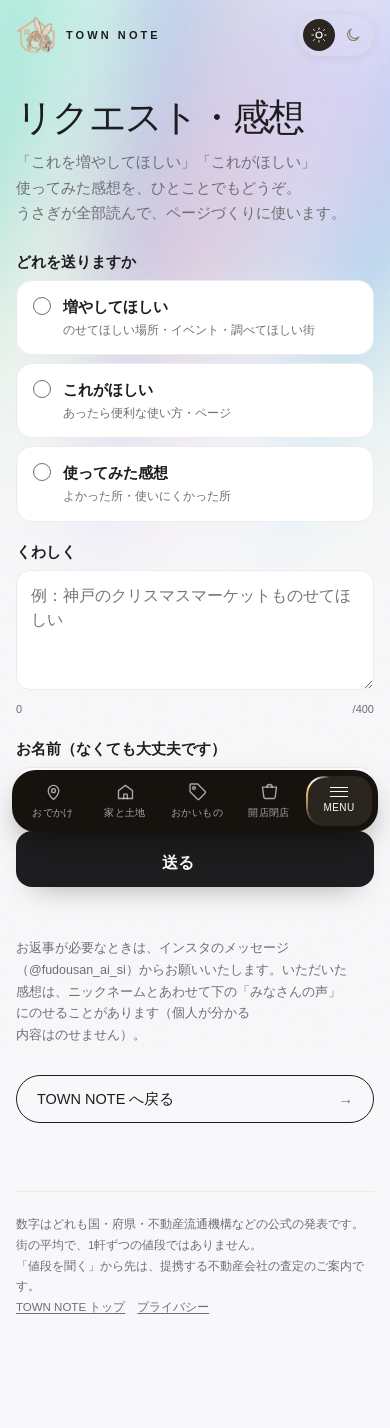 TOWN NOTE
リクエスト・感想
「これを増やしてほしい」「これがほしい」
使ってみた感想を、ひとことでもどうぞ。
うさぎが全部読んで、ページづくりに使います。
どれを送りますか
増やしてほしい
のせてほしい場所・イベント・調べてほしい街
これがほしい
あったら便利な使い方・ページ
使ってみた感想
よかった所・使いにくかった所
くわしく
例：神戸のクリスマスマーケットものせてほ
しい
0 /400
お名前（なくても大丈夫です）
おでかけ 家と土地 おかいもの 開店閉店 MENU
送る
お返事が必要なときは、インスタのメッセージ
（@fudousan_ai_si）からお願いいたします。いただいた
感想は、ニックネームとあわせて下の「みなさんの声」
にのせることがあります（個人が分かる
内容はのせません）。
TOWN NOTE へ戻る →
数字はどれも国・府県・不動産流通機構などの公式の発表です。
街の平均で、1軒ずつの値段ではありません。
「値段を聞く」から先は、提携する不動産会社の査定のご案内で
す。
TOWN NOTE トップ プライバシー